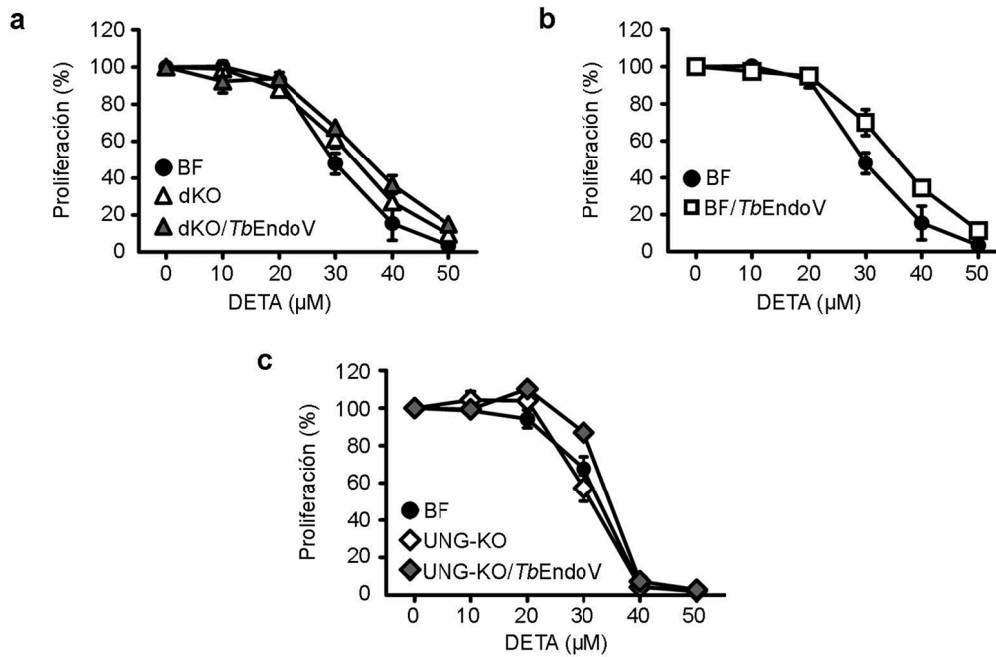 a
120
100
80
60
40
20
0
Proliferación (%)
BF
dKO
dKO/TbEndoV
0 10 20 30 40 50
DETA (µM)
b
120
100
80
60
40
20
0
Proliferación (%)
BF
BF/TbEndoV
0 10 20 30 40 50
DETA (µM)
c
120
100
80
60
40
20
0
Proliferación (%)
BF
UNG-KO
UNG-KO/TbEndoV
0 10 20 30 40 50
DETA (µM)